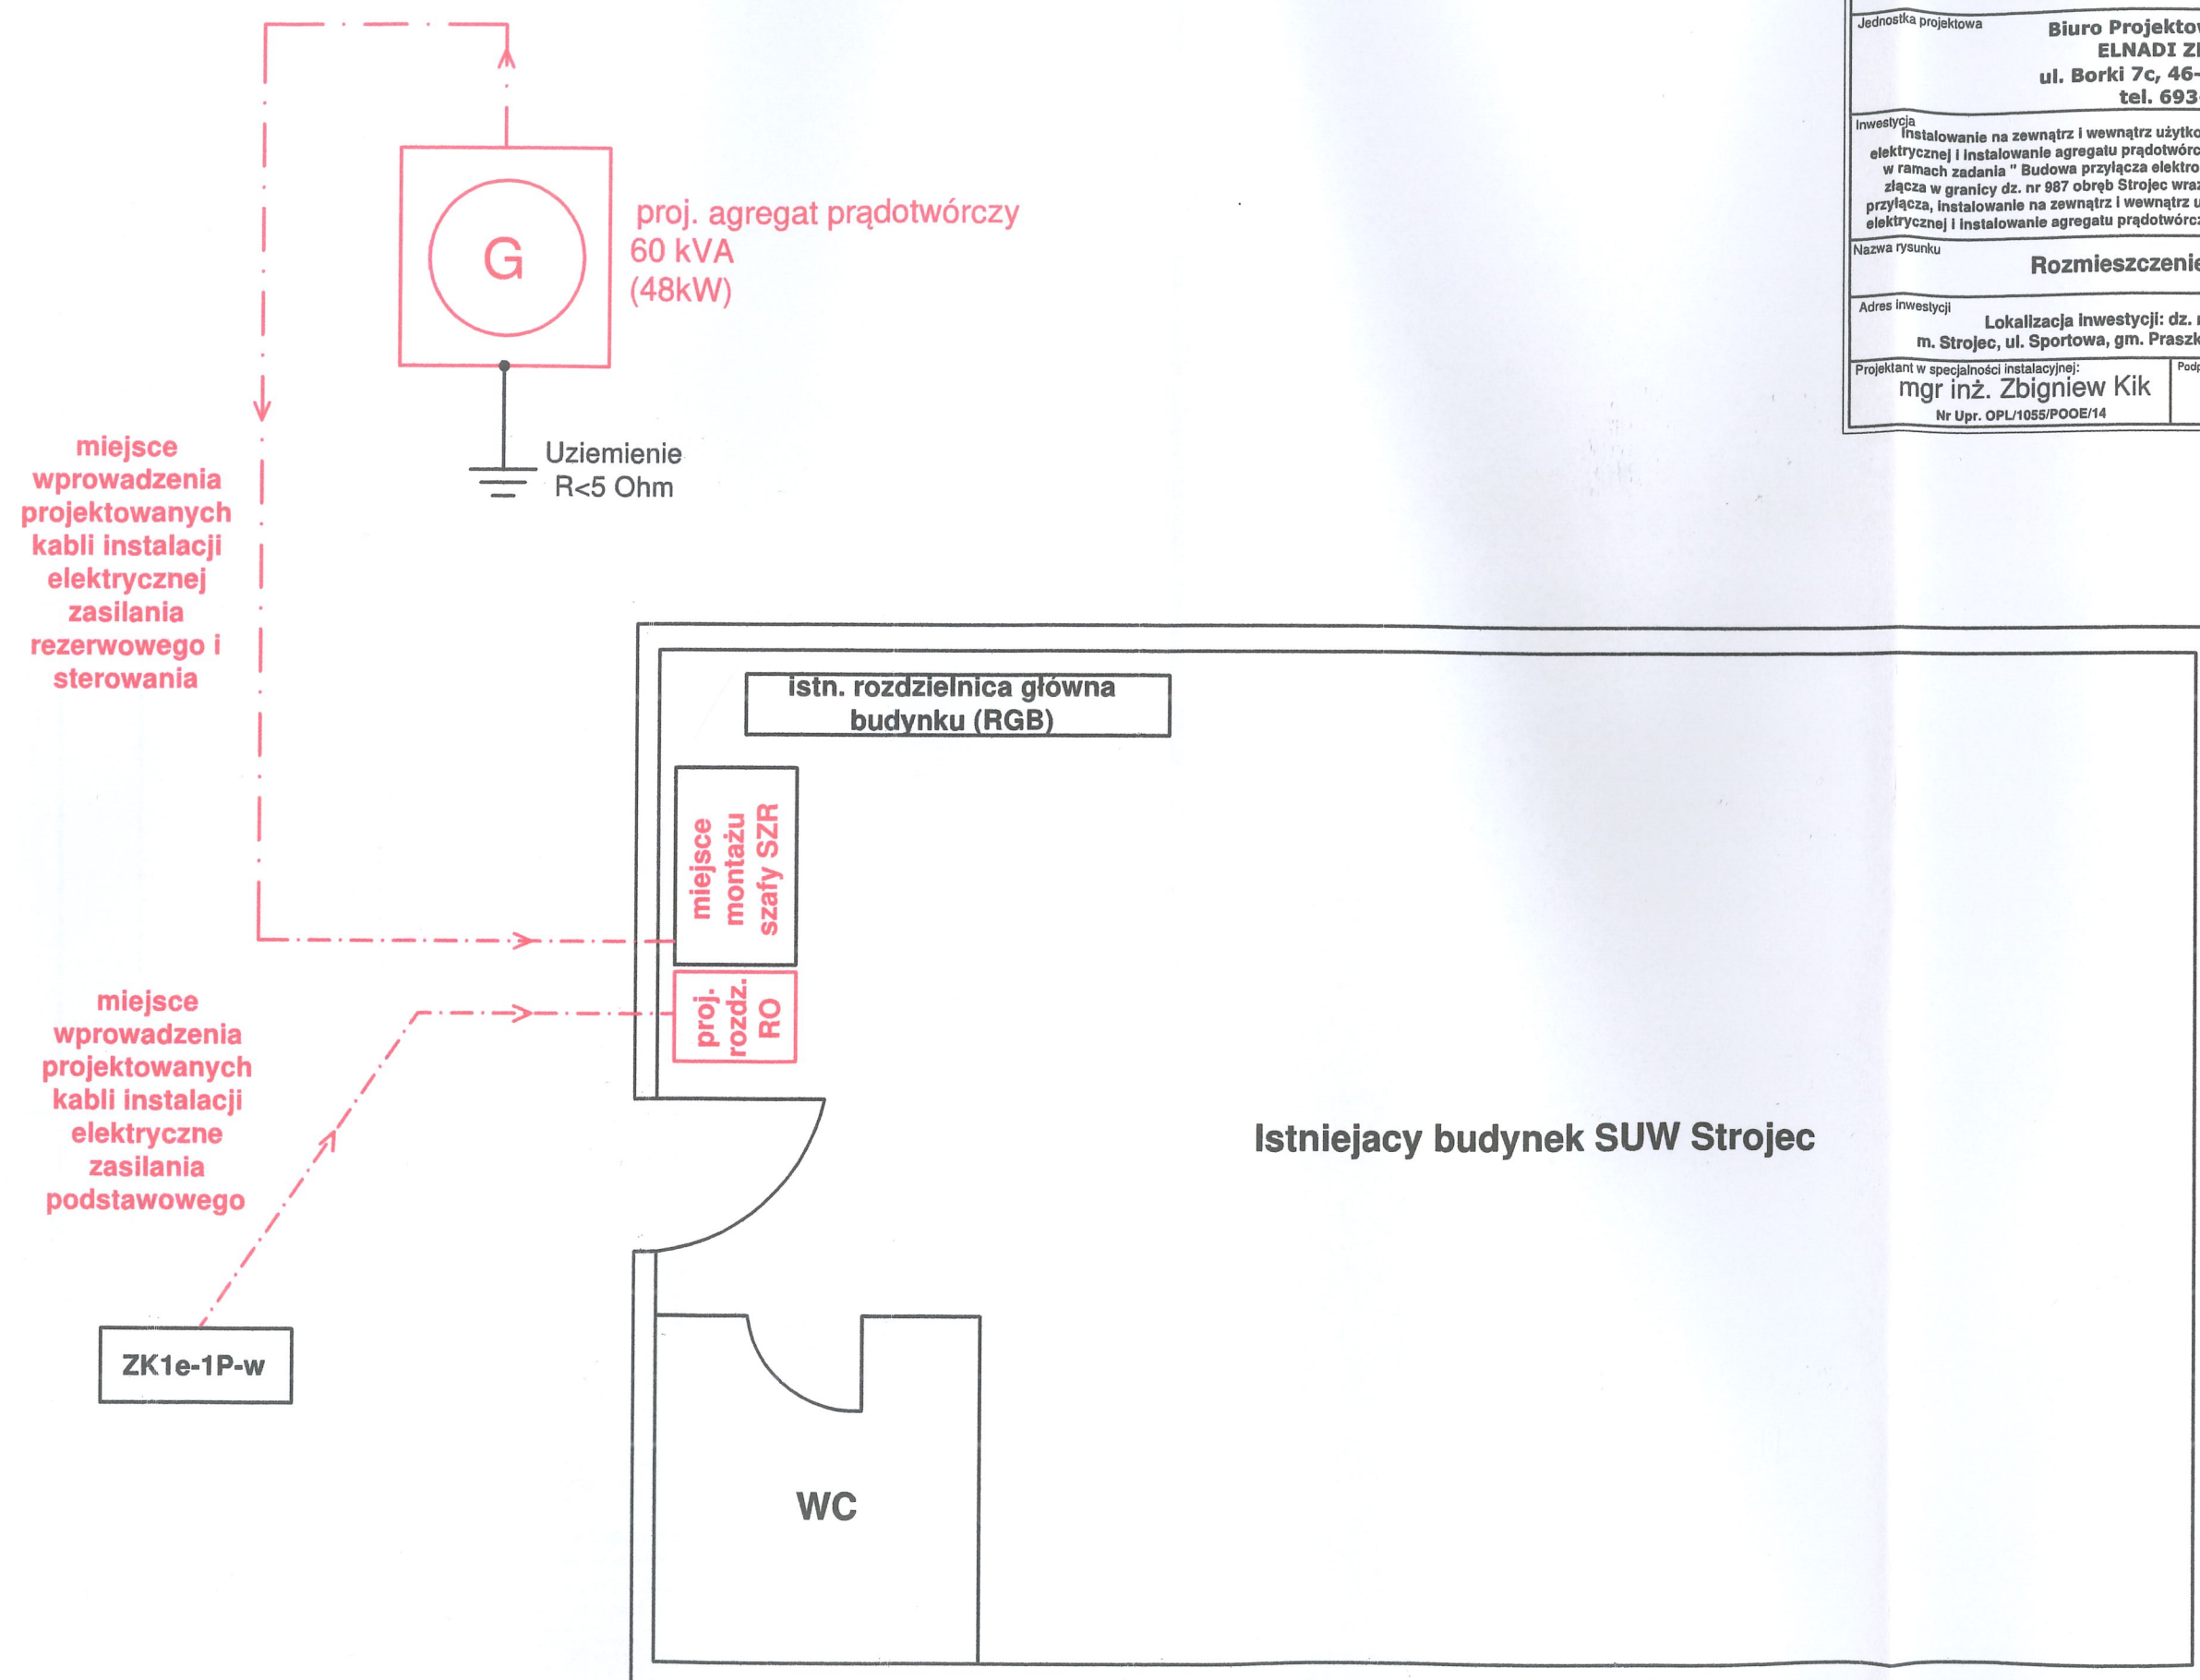 proj. agregat prądotwórczy
60 kVA
(48kW)
G
Uziemienie
R<5 Ohm
miejsce
wprowadzenia
projektowanych
kabli instalacji
elektrycznej
zasilania
rezerwowego i
sterowania
istn. rozdzielnica główna
budynku (RGB)
miejsce
montażu
szafy SZR
proj.
rozdz.
RO
miejsce
wprowadzenia
projektowanych
kabli instalacji
elektryczne
zasilania
podstawowego
ZK1e-1P-w
Istniejacy budynek SUW Strojec
WC
Jednostka projektowa
Biuro Projekto
ELNADI
ul. Borki 7c, 46-
tel. 693
Inwestycja
Instalowanie na zewnątrz i wewnątrz użytko
elektrycznej i instalowanie agregatu prądotwórc
w ramach zadania " Budowa przyłącza elektro
złącza w granicy dz. nr 987 obręb Strojec wraz
przyłącza, instalowanie na zewnątrz i wewnątrz u
elektrycznej i instalowanie agregatu prądotwórc
Nazwa rysunku
Rozmieszczenie
Adres inwestycji
Lokalizacja inwestycji: dz.
m. Strojec, ul. Sportowa, gm. Praszk
Projektant w specjalności instalacyjnej:
mgr inż. Zbigniew Kik
Nr Upr. OPL/1055/POOE/14